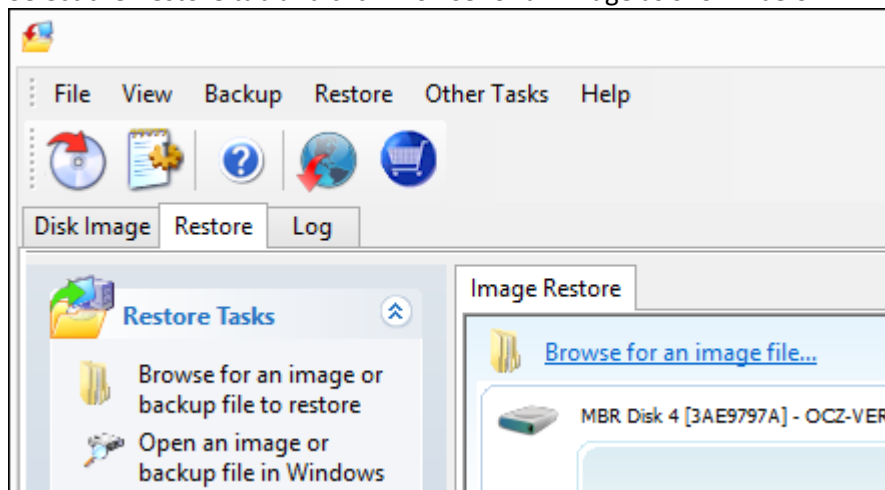 File View Backup Restore Other Tasks Help
Disk Image Restore Log
Restore Tasks
Browse for an image or
backup file to restore
Open an image or
backup file in Windows
Image Restore
Browse for an image file...
MBR Disk 4 [3AE9797A] - OCZ-VER